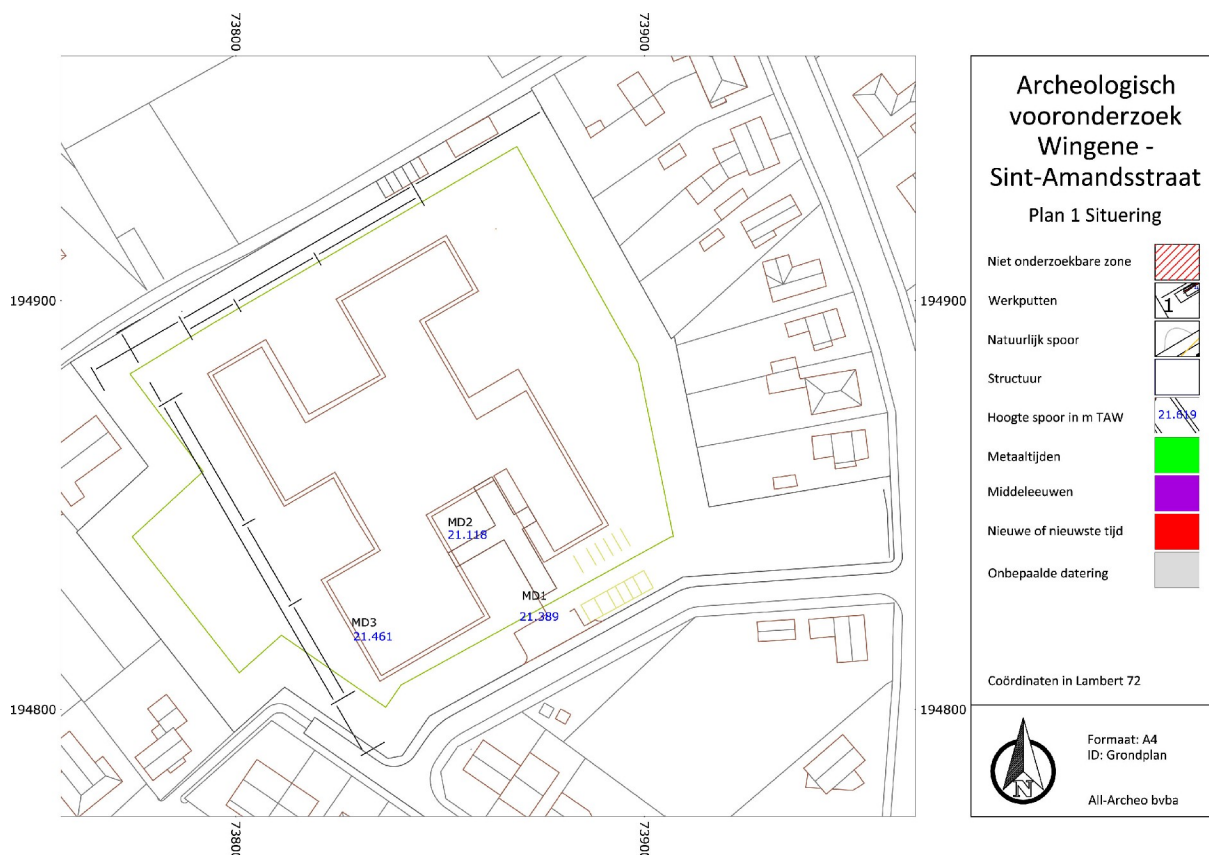 73800
73900
Archeologisch
vooronderzoek
Wingene -
Sint-Amandsstraat
Plan 1 Situering
Niet onderzoekbare zone
194900
194900
Werkputten
1
Natuurlijk spoor
Structuur
Hoogte spoor in m TAW
21.619
Metaaltijden
Middeleeuwen
MD2
21.118
Nieuwe of nieuwste tijd
Onbepaalde datering
MD1
21.389
MD3
21.461
Coördinaten in Lambert 72
194800
194800
Formaat: A4
ID: Grondplan
N
All-Archeo bvba
73800
73900